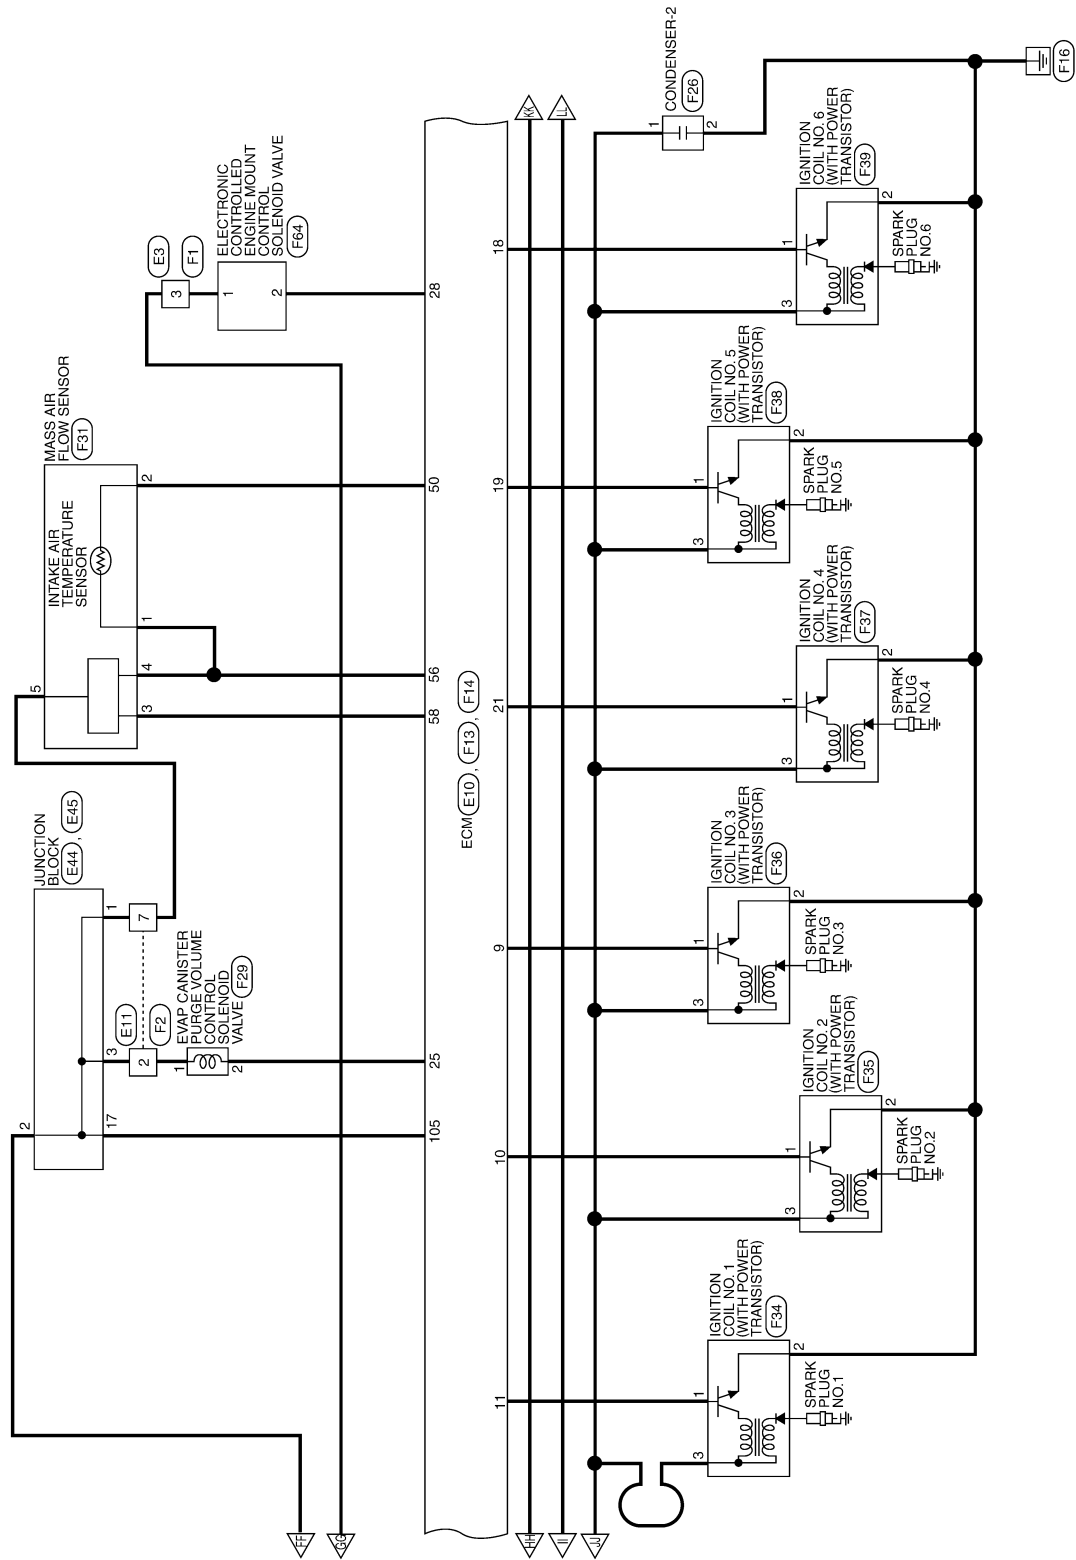 JUNCTION
BLOCK
E44 , E45
2
17
3
1
E11
F2
2
7
EVAP CANISTER
PURGE VOLUME
CONTROL
SOLENOID
VALVE F29
1
2
MASS AIR
FLOW SENSOR
F31
INTAKE AIR
TEMPERATURE
SENSOR
5
3
4
1
2
E3
F1
3
ELECTRONIC
CONTROLLED
ENGINE MOUNT
CONTROL
SOLENOID VALVE
F64
1
2
FF
GG
105
25
58
56
50
28
ECM E10 , F13 , F14
11
10
9
21
19
18
HH
KK
II
LL
JJ
CONDENSER-2
F26
1
2
F16
IGNITION
COIL NO. 1
(WITH POWER
TRANSISTOR)
F34
3
1
2
SPARK
PLUG
NO.1
IGNITION
COIL NO. 2
(WITH POWER
TRANSISTOR)
F35
3
1
2
SPARK
PLUG
NO.2
IGNITION
COIL NO. 3
(WITH POWER
TRANSISTOR)
F36
3
1
2
SPARK
PLUG
NO.3
IGNITION
COIL NO. 4
(WITH POWER
TRANSISTOR)
F37
3
1
2
SPARK
PLUG
NO.4
IGNITION
COIL NO. 5
(WITH POWER
TRANSISTOR)
F38
3
1
2
SPARK
PLUG
NO.5
IGNITION
COIL NO. 6
(WITH POWER
TRANSISTOR)
F39
3
1
2
SPARK
PLUG
NO.6